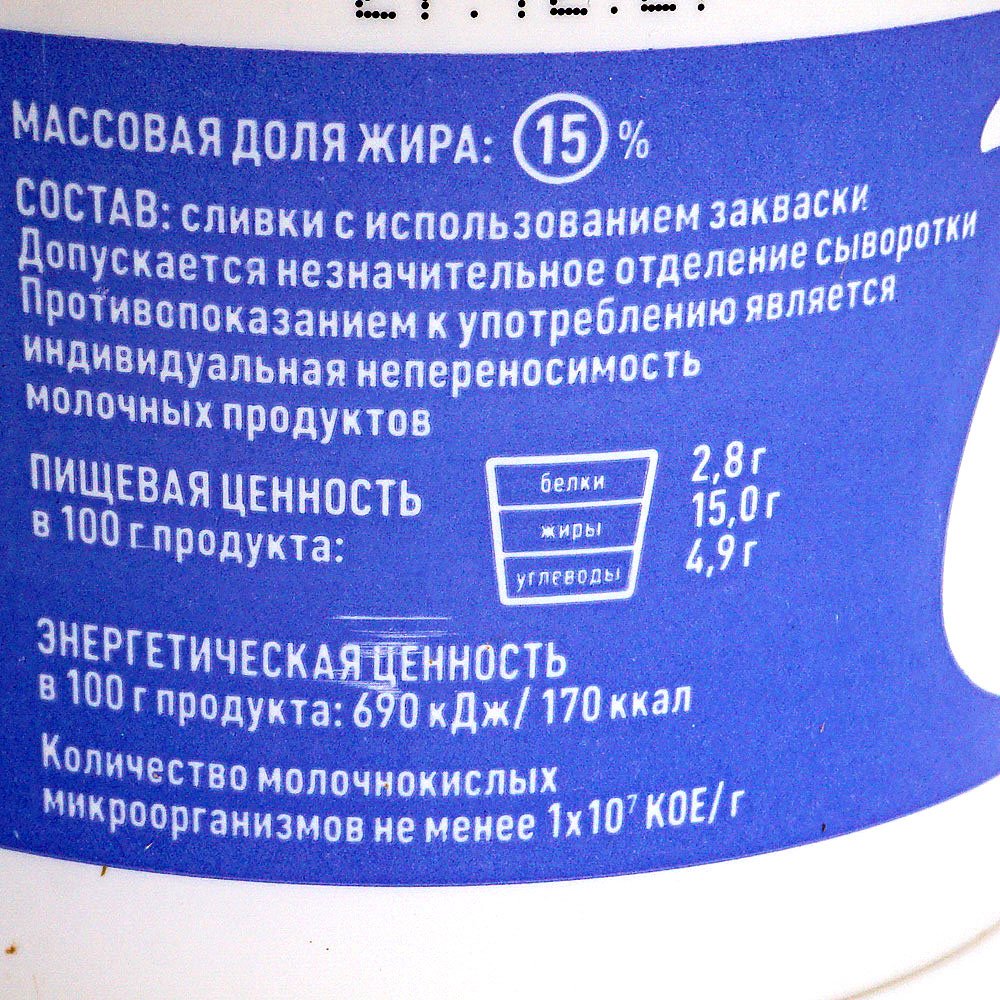 МАССОВАЯ ДОЛЯ ЖИРА: 15 %
СОСТАВ: сливки с использованием закваски
Допускается незначительное отделение сыворотки
Противопоказанием к употреблению является
индивидуальная непереносимость
молочных продуктов
ПИЩЕВАЯ ЦЕННОСТЬ
в 100 г продукта:
белки 2,8 г
жиры 15,0 г
углеводы 4,9 г
ЭНЕРГЕТИЧЕСКАЯ ЦЕННОСТЬ
в 100 г продукта: 690 кДж/ 170 ккал
Количество молочнокислых
микроорганизмов не менее 1х10⁷ КОЕ/г